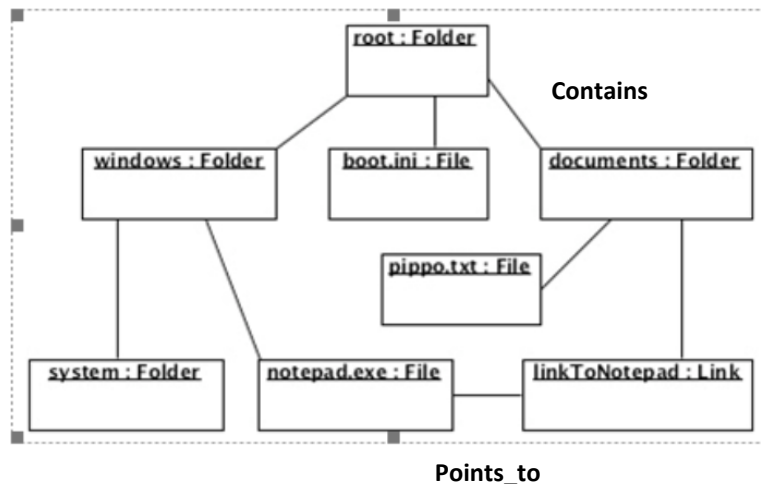 root : Folder
Contains
windows : Folder
boot.ini : File
documents : Folder
pippo.txt : File
system : Folder
notepad.exe : File
linkToNotepad : Link
Points_to